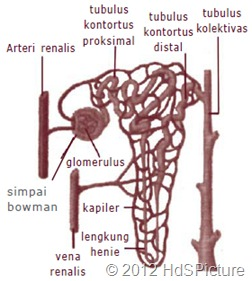 tubulus
kontortus
proksimal
tubulus
kontortus
distal
tubulus
kolektivas
Arteri renalis
glomerulus
simpai
bowman
kapiler
lengkung
henie
vena
renalis
© 2012 HdSPicture